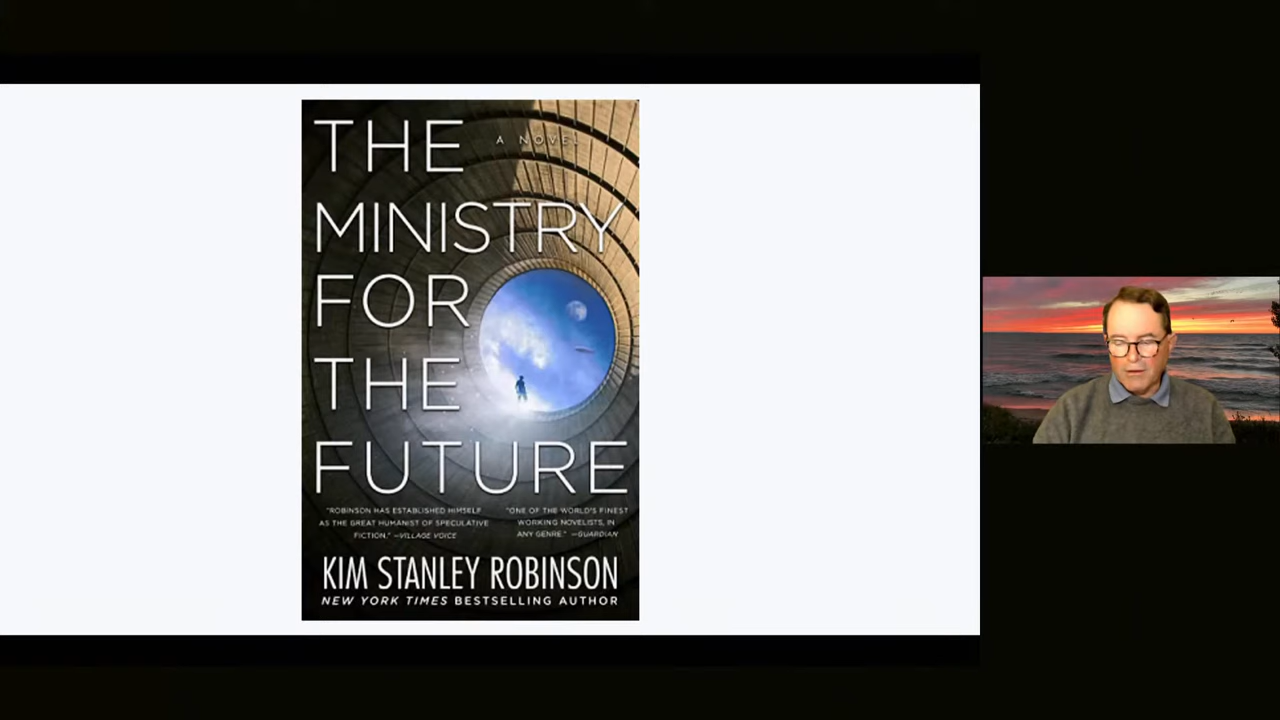 THE
A NOVEL
MINISTRY
FOR
THE
FUTURE
"ROBINSON HAS ESTABLISHED HIMSELF
AS THE GREAT HUMANIST OF SPECULATIVE
FICTION." —VILLAGE VOICE
"ONE OF THE WORLD'S FINEST
WORKING NOVELISTS, IN
ANY GENRE." —GUARDIAN
KIM STANLEY ROBINSON
NEW YORK TIMES BESTSELLING AUTHOR